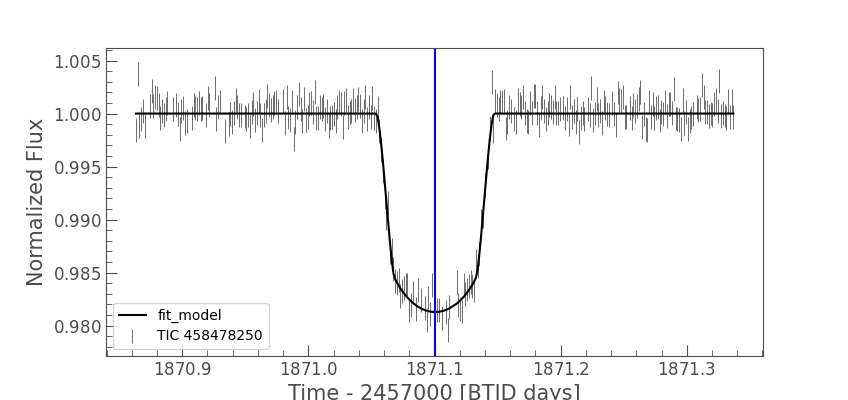 1.005
1.000
0.995
0.990
0.985
0.980
Normalized Flux
fit_model
TIC 458478250
1870.9
1871.0
1871.1
1871.2
1871.3
Time - 2457000 [BTJD days]